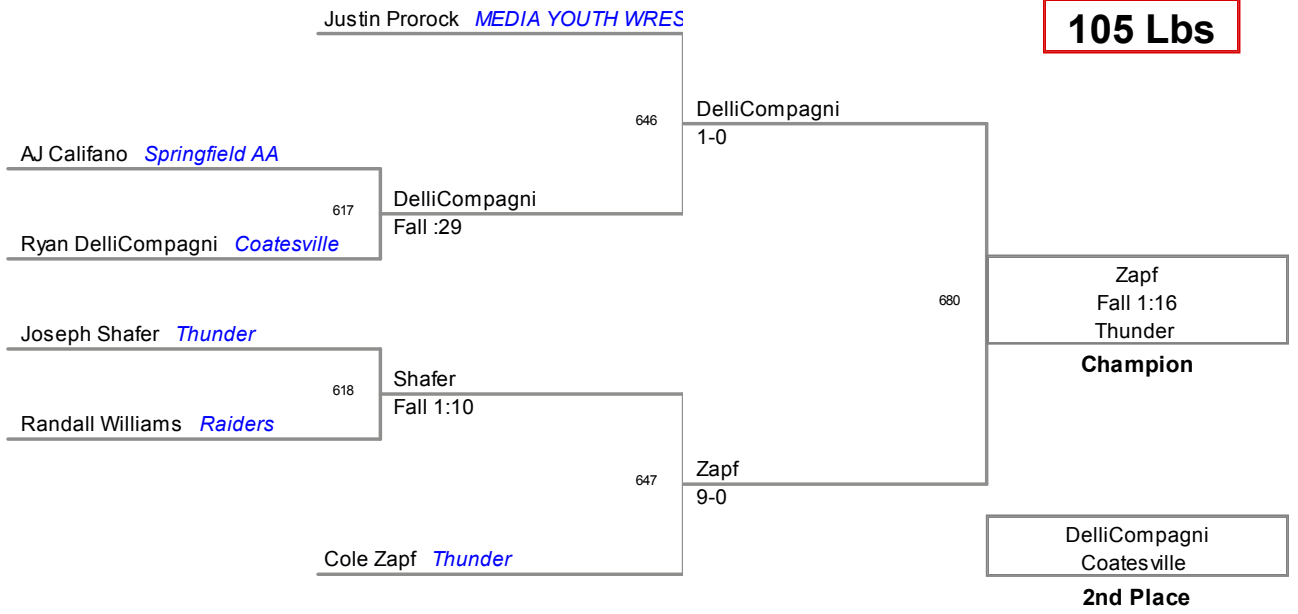 Justin Prorock MEDIA YOUTH WRES
105 Lbs
646
DelliCompagni
1-0
AJ Califano Springfield AA
617
DelliCompagni
Fall :29
Ryan DelliCompagni Coatesville
680
Zapf
Fall 1:16
Thunder
Champion
Joseph Shafer Thunder
618
Shafer
Fall 1:10
Randall Williams Raiders
647
Zapf
9-0
Cole Zapf Thunder
DelliCompagni
Coatesville
2nd Place